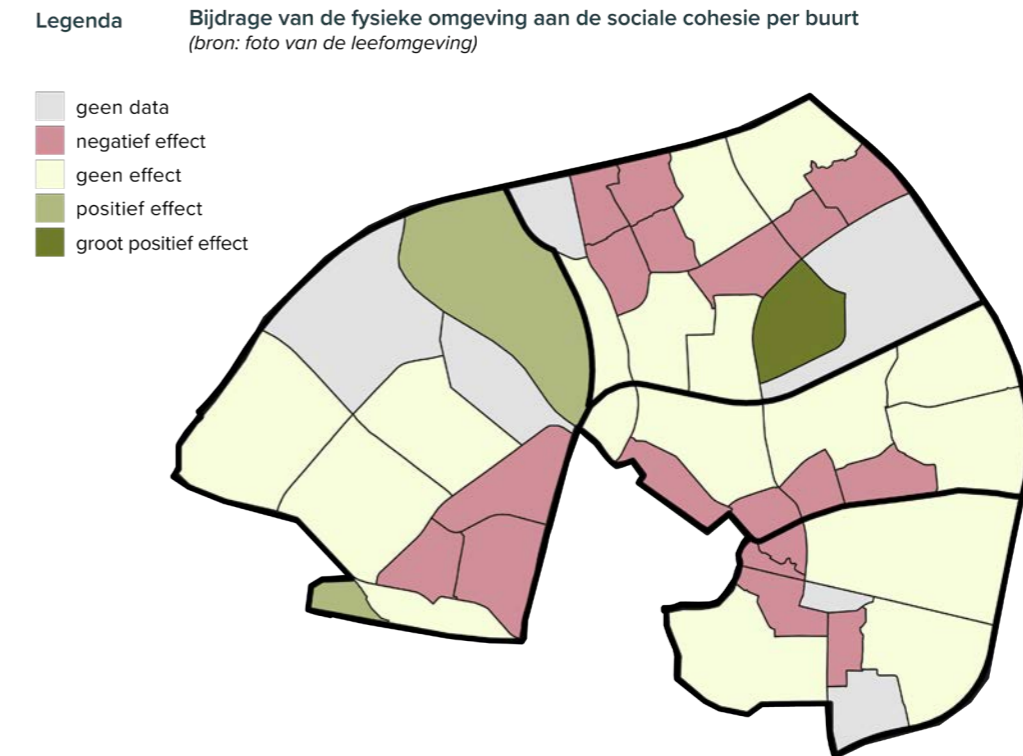 Legenda
Bijdrage van de fysieke omgeving aan de sociale cohesie per buurt
(bron: foto van de leefomgeving)
geen data
negatief effect
geen effect
positief effect
groot positief effect